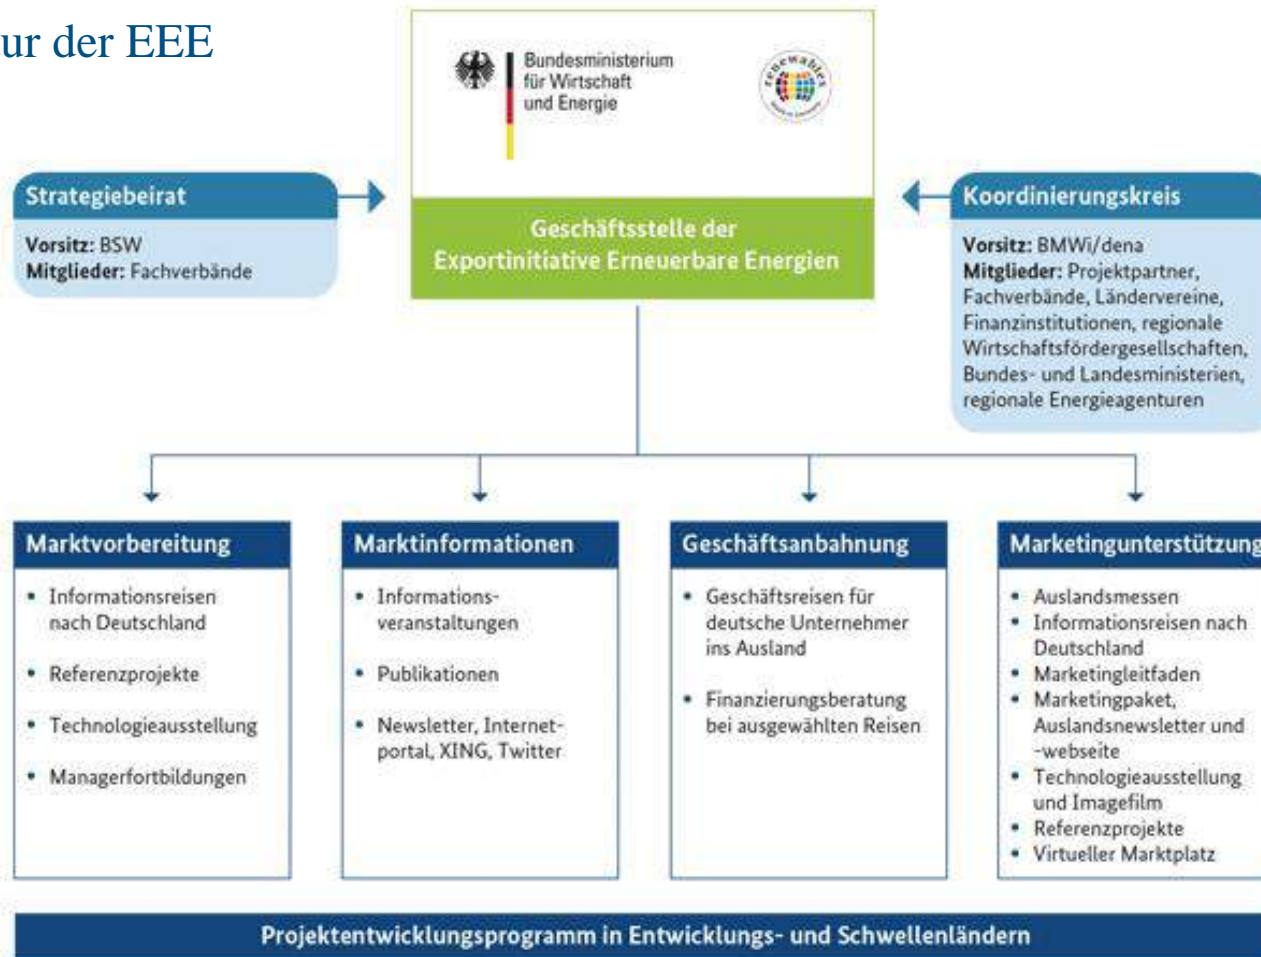 ur der EEE
Bundesministerium
für Wirtschaft
und Energie
renewables
Made in Germany
Geschäftsstelle der
Exportinitiative Erneuerbare Energien
Strategiebeirat
Vorsitz: BSW
Mitglieder: Fachverbände
Koordinierungskreis
Vorsitz: BMWi/dena
Mitglieder: Projektpartner,
Fachverbände, Ländervereine,
Finanzinstitutionen, regionale
Wirtschaftsfördergesellschaften,
Bundes- und Landesministerien,
regionale Energieagenturen
Marktvorbereitung
• Informationsreisen
nach Deutschland
• Referenzprojekte
• Technologieausstellung
• Managerfortbildungen
Marktinformationen
• Informations-
veranstaltungen
• Publikationen
• Newsletter, Internet-
portal, XING, Twitter
Geschäftsanbahnung
• Geschäftsreisen für
deutsche Unternehmer
ins Ausland
• Finanzierungsberatung
bei ausgewählten Reisen
Marketingunterstützung
• Auslandsmessen
• Informationsreisen nach
Deutschland
• Marketingleitfaden
• Marketingpaket,
Auslandsnewsletter und
-webseite
• Technologieausstellung
und Imagefilm
• Referenzprojekte
• Virtueller Marktplatz
Projektentwicklungsprogramm in Entwicklungs- und Schwellenländern